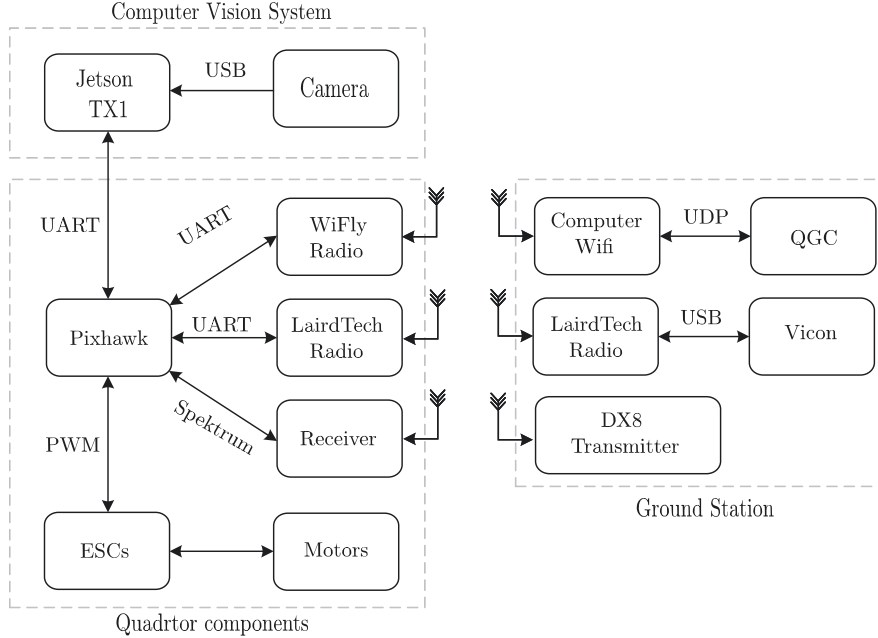 Computer Vision System
Jetson
TX1
USB
Camera
UART
UART
WiFly
Radio
Pixhawk
UART
LairdTech
Radio
Spektrum
Receiver
PWM
ESCs
Motors
Quadrtor components
Computer
Wifi
UDP
QGC
LairdTech
Radio
USB
Vicon
DX8
Transmitter
Ground Station